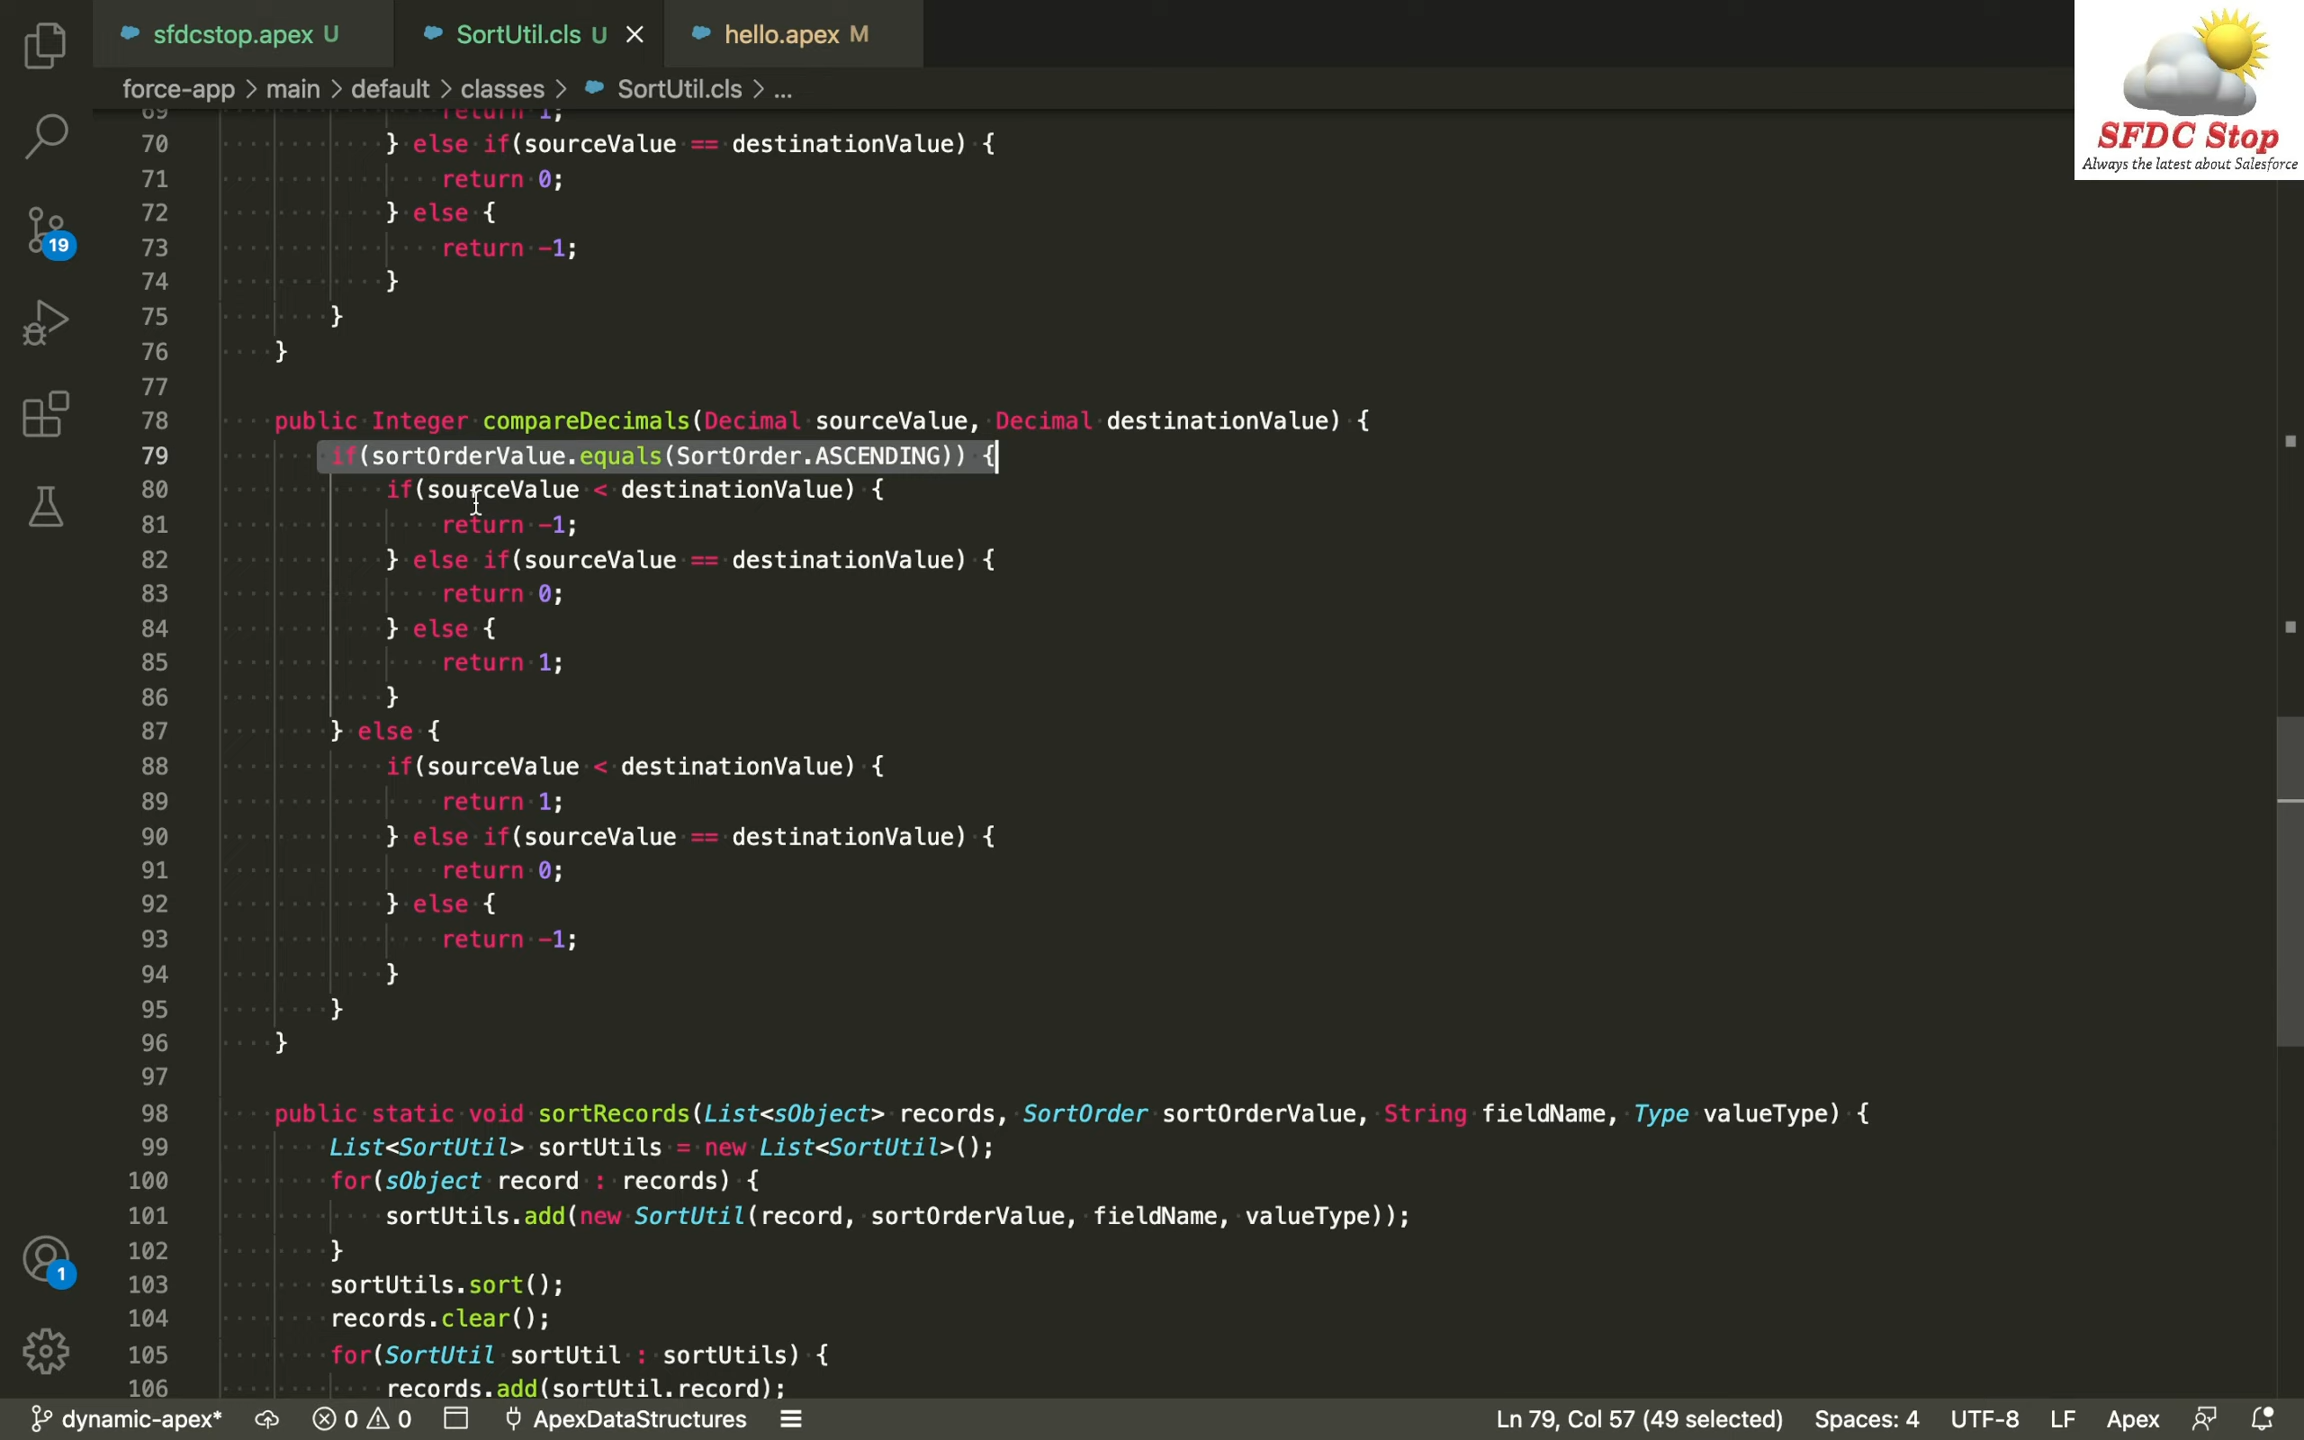 sfdcstop.apex U
SortUtil.cls U
hello.apex M
force-app > main > default > classes > SortUtil.cls > ...
SFDC Stop
Always the latest about Salesforce
69 return 1;
70 } else if(sourceValue == destinationValue) {
71 return 0;
72 } else {
73 return -1;
74 }
75 }
76 }
77
78 public Integer compareDecimals(Decimal sourceValue, Decimal destinationValue) {
79 if(sortOrderValue.equals(SortOrder.ASCENDING)) {
80 if(sourceValue < destinationValue) {
81 return -1;
82 } else if(sourceValue == destinationValue) {
83 return 0;
84 } else {
85 return 1;
86 }
87 } else {
88 if(sourceValue < destinationValue) {
89 return 1;
90 } else if(sourceValue == destinationValue) {
91 return 0;
92 } else {
93 return -1;
94 }
95 }
96 }
97
98 public static void sortRecords(List<sObject> records, SortOrder sortOrderValue, String fieldName, Type valueType) {
99 List<SortUtil> sortUtils = new List<SortUtil>();
100 for(sObject record : records) {
101 sortUtils.add(new SortUtil(record, sortOrderValue, fieldName, valueType));
102 }
103 sortUtils.sort();
104 records.clear();
105 for(SortUtil sortUtil : sortUtils) {
106 records.add(sortUtil.record);
19
1
dynamic-apex* 0 0 ApexDataStructures Ln 79, Col 57 (49 selected) Spaces: 4 UTF-8 LF Apex